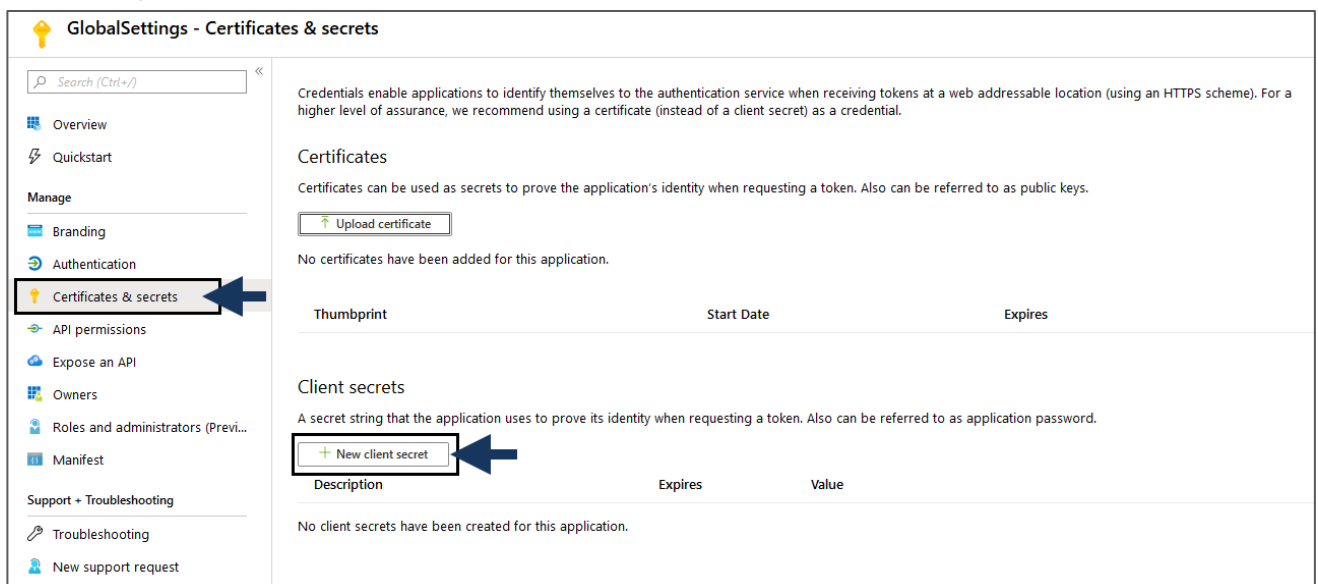 GlobalSettings - Certificates & secrets
Search (Ctrl+/)
«
Overview
Quickstart
Manage
Branding
Authentication
Certificates & secrets
API permissions
Expose an API
Owners
Roles and administrators (Previ...
Manifest
Support + Troubleshooting
Troubleshooting
New support request
Credentials enable applications to identify themselves to the authentication service when receiving tokens at a web addressable location (using an HTTPS scheme). For a
higher level of assurance, we recommend using a certificate (instead of a client secret) as a credential.
Certificates
Certificates can be used as secrets to prove the application's identity when requesting a token. Also can be referred to as public keys.
Upload certificate
No certificates have been added for this application.
Thumbprint Start Date Expires
Client secrets
A secret string that the application uses to prove its identity when requesting a token. Also can be referred to as application password.
New client secret
Description Expires Value
No client secrets have been created for this application.